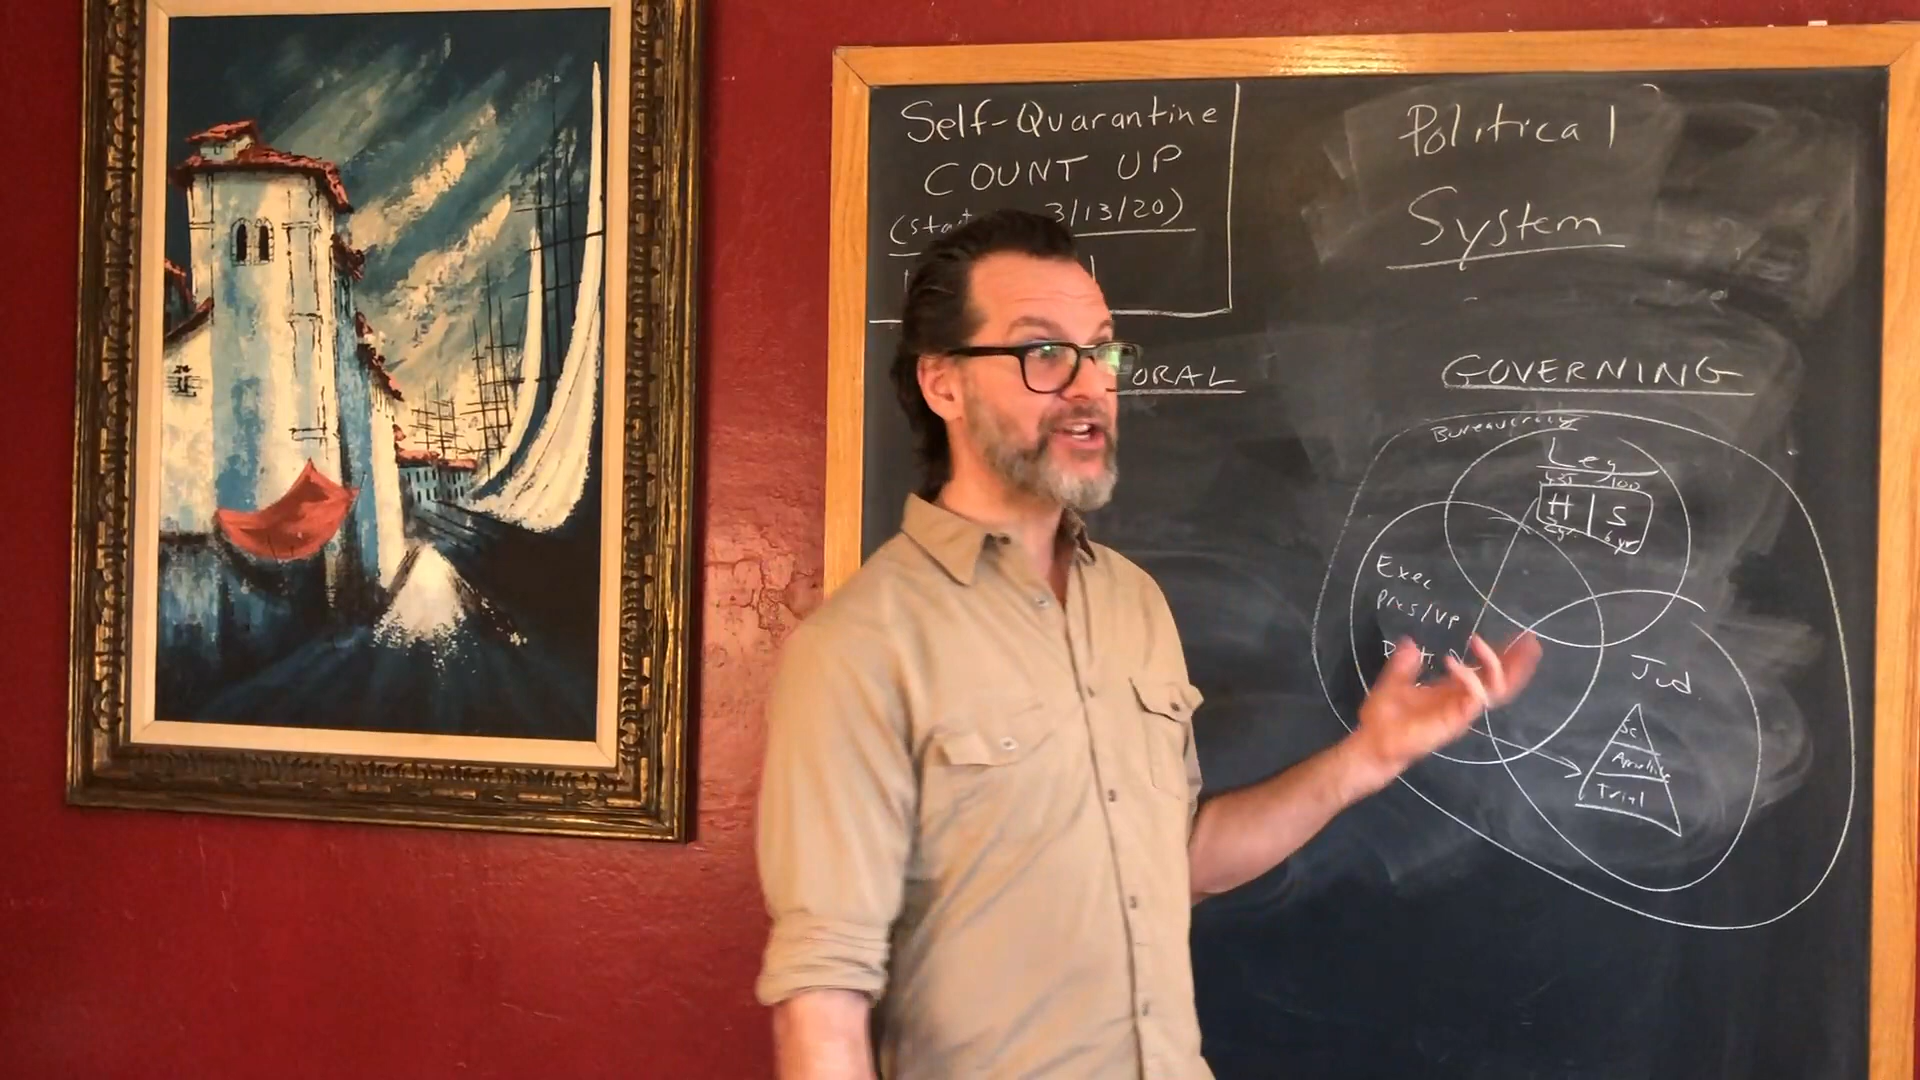 Self-Quarantine
COUNT UP
3/13/20)
Political
System
ORAL
GOVERNING
Bureaucracy
Leg
435 100
H S
2yr 6 yr
Exec
pres/VP
Jud.
SC
Appellate
Trial